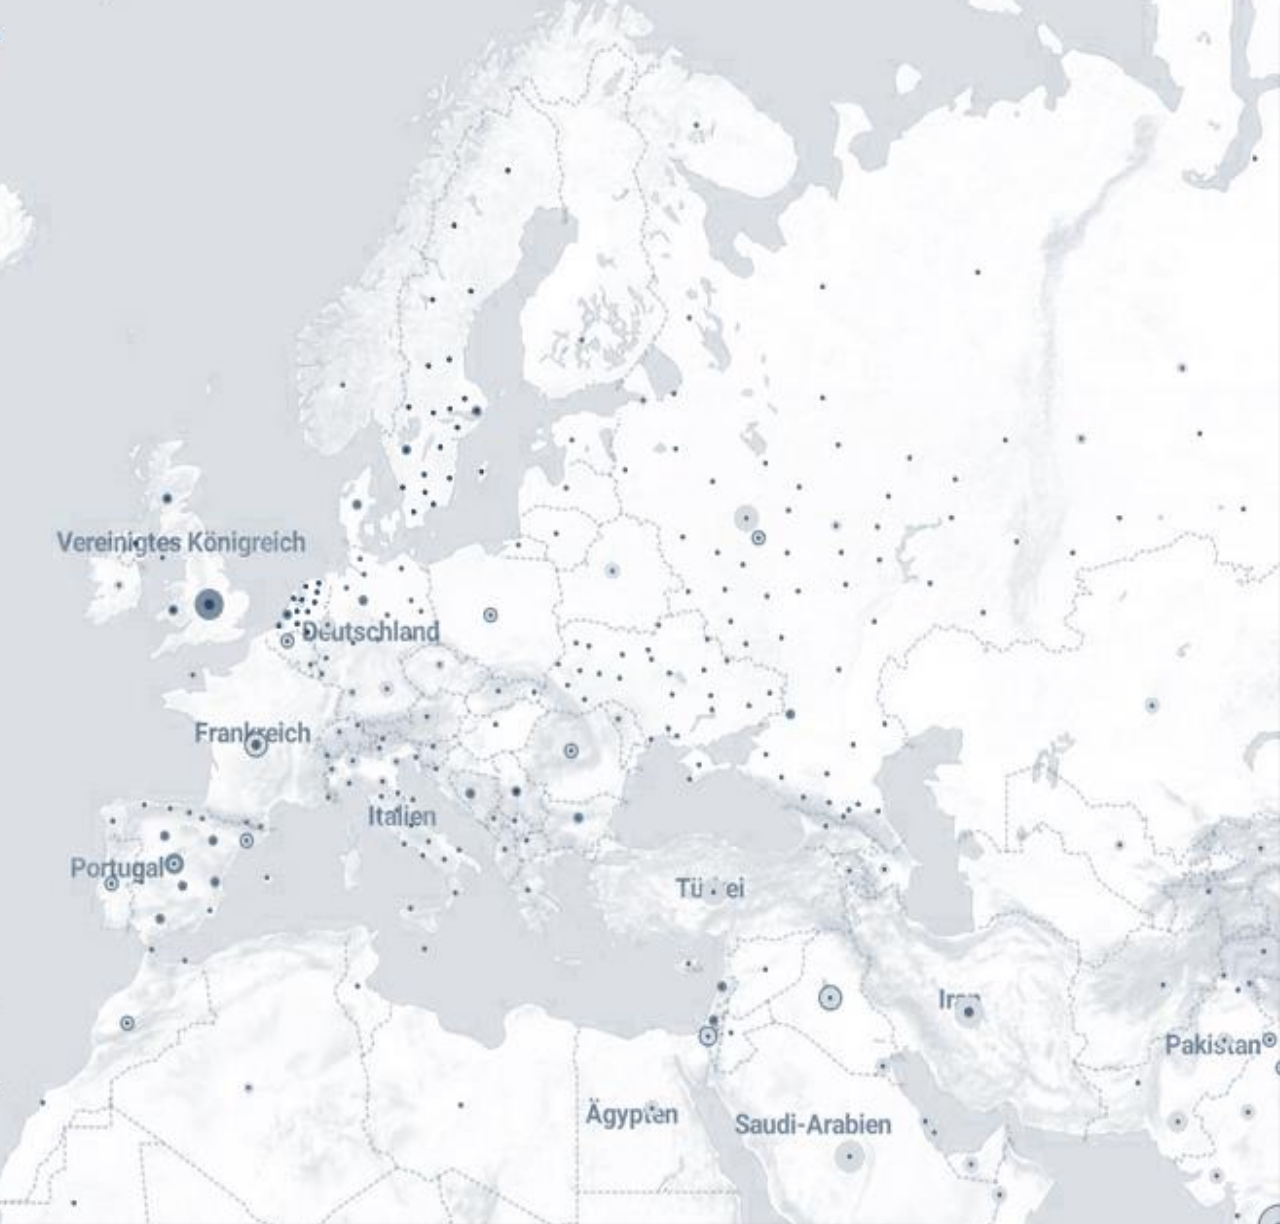 Vereinigtes Königreich
Deutschland
Frankreich
Italien
Portugal
Iran
Pakistan
Ägypten
Saudi-Arabien